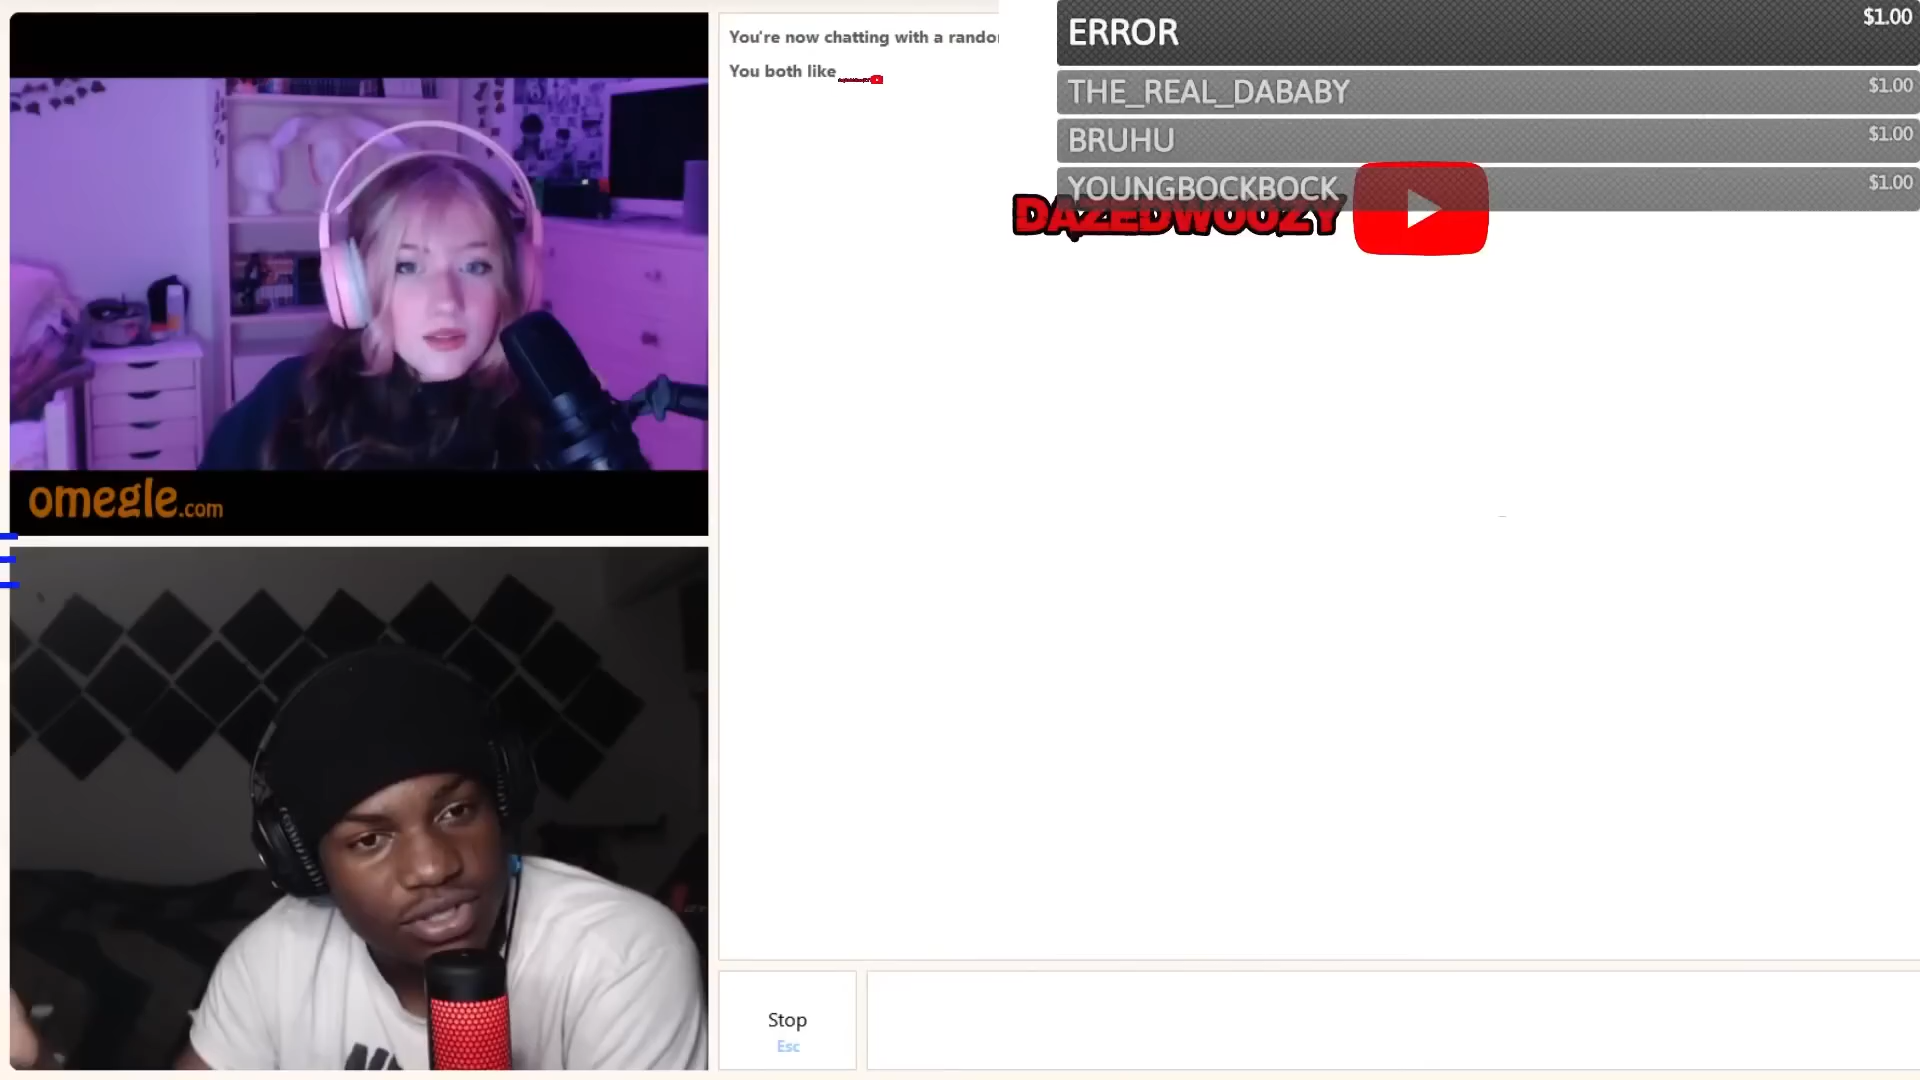 You're now chatting with a rando
You both like
ERROR $1.00
THE_REAL_DABABY $1.00
BRUHU $1.00
YOUNGBOCKBOCK $1.00
DAZEDWOOZY
omegle.com
Stop
Esc